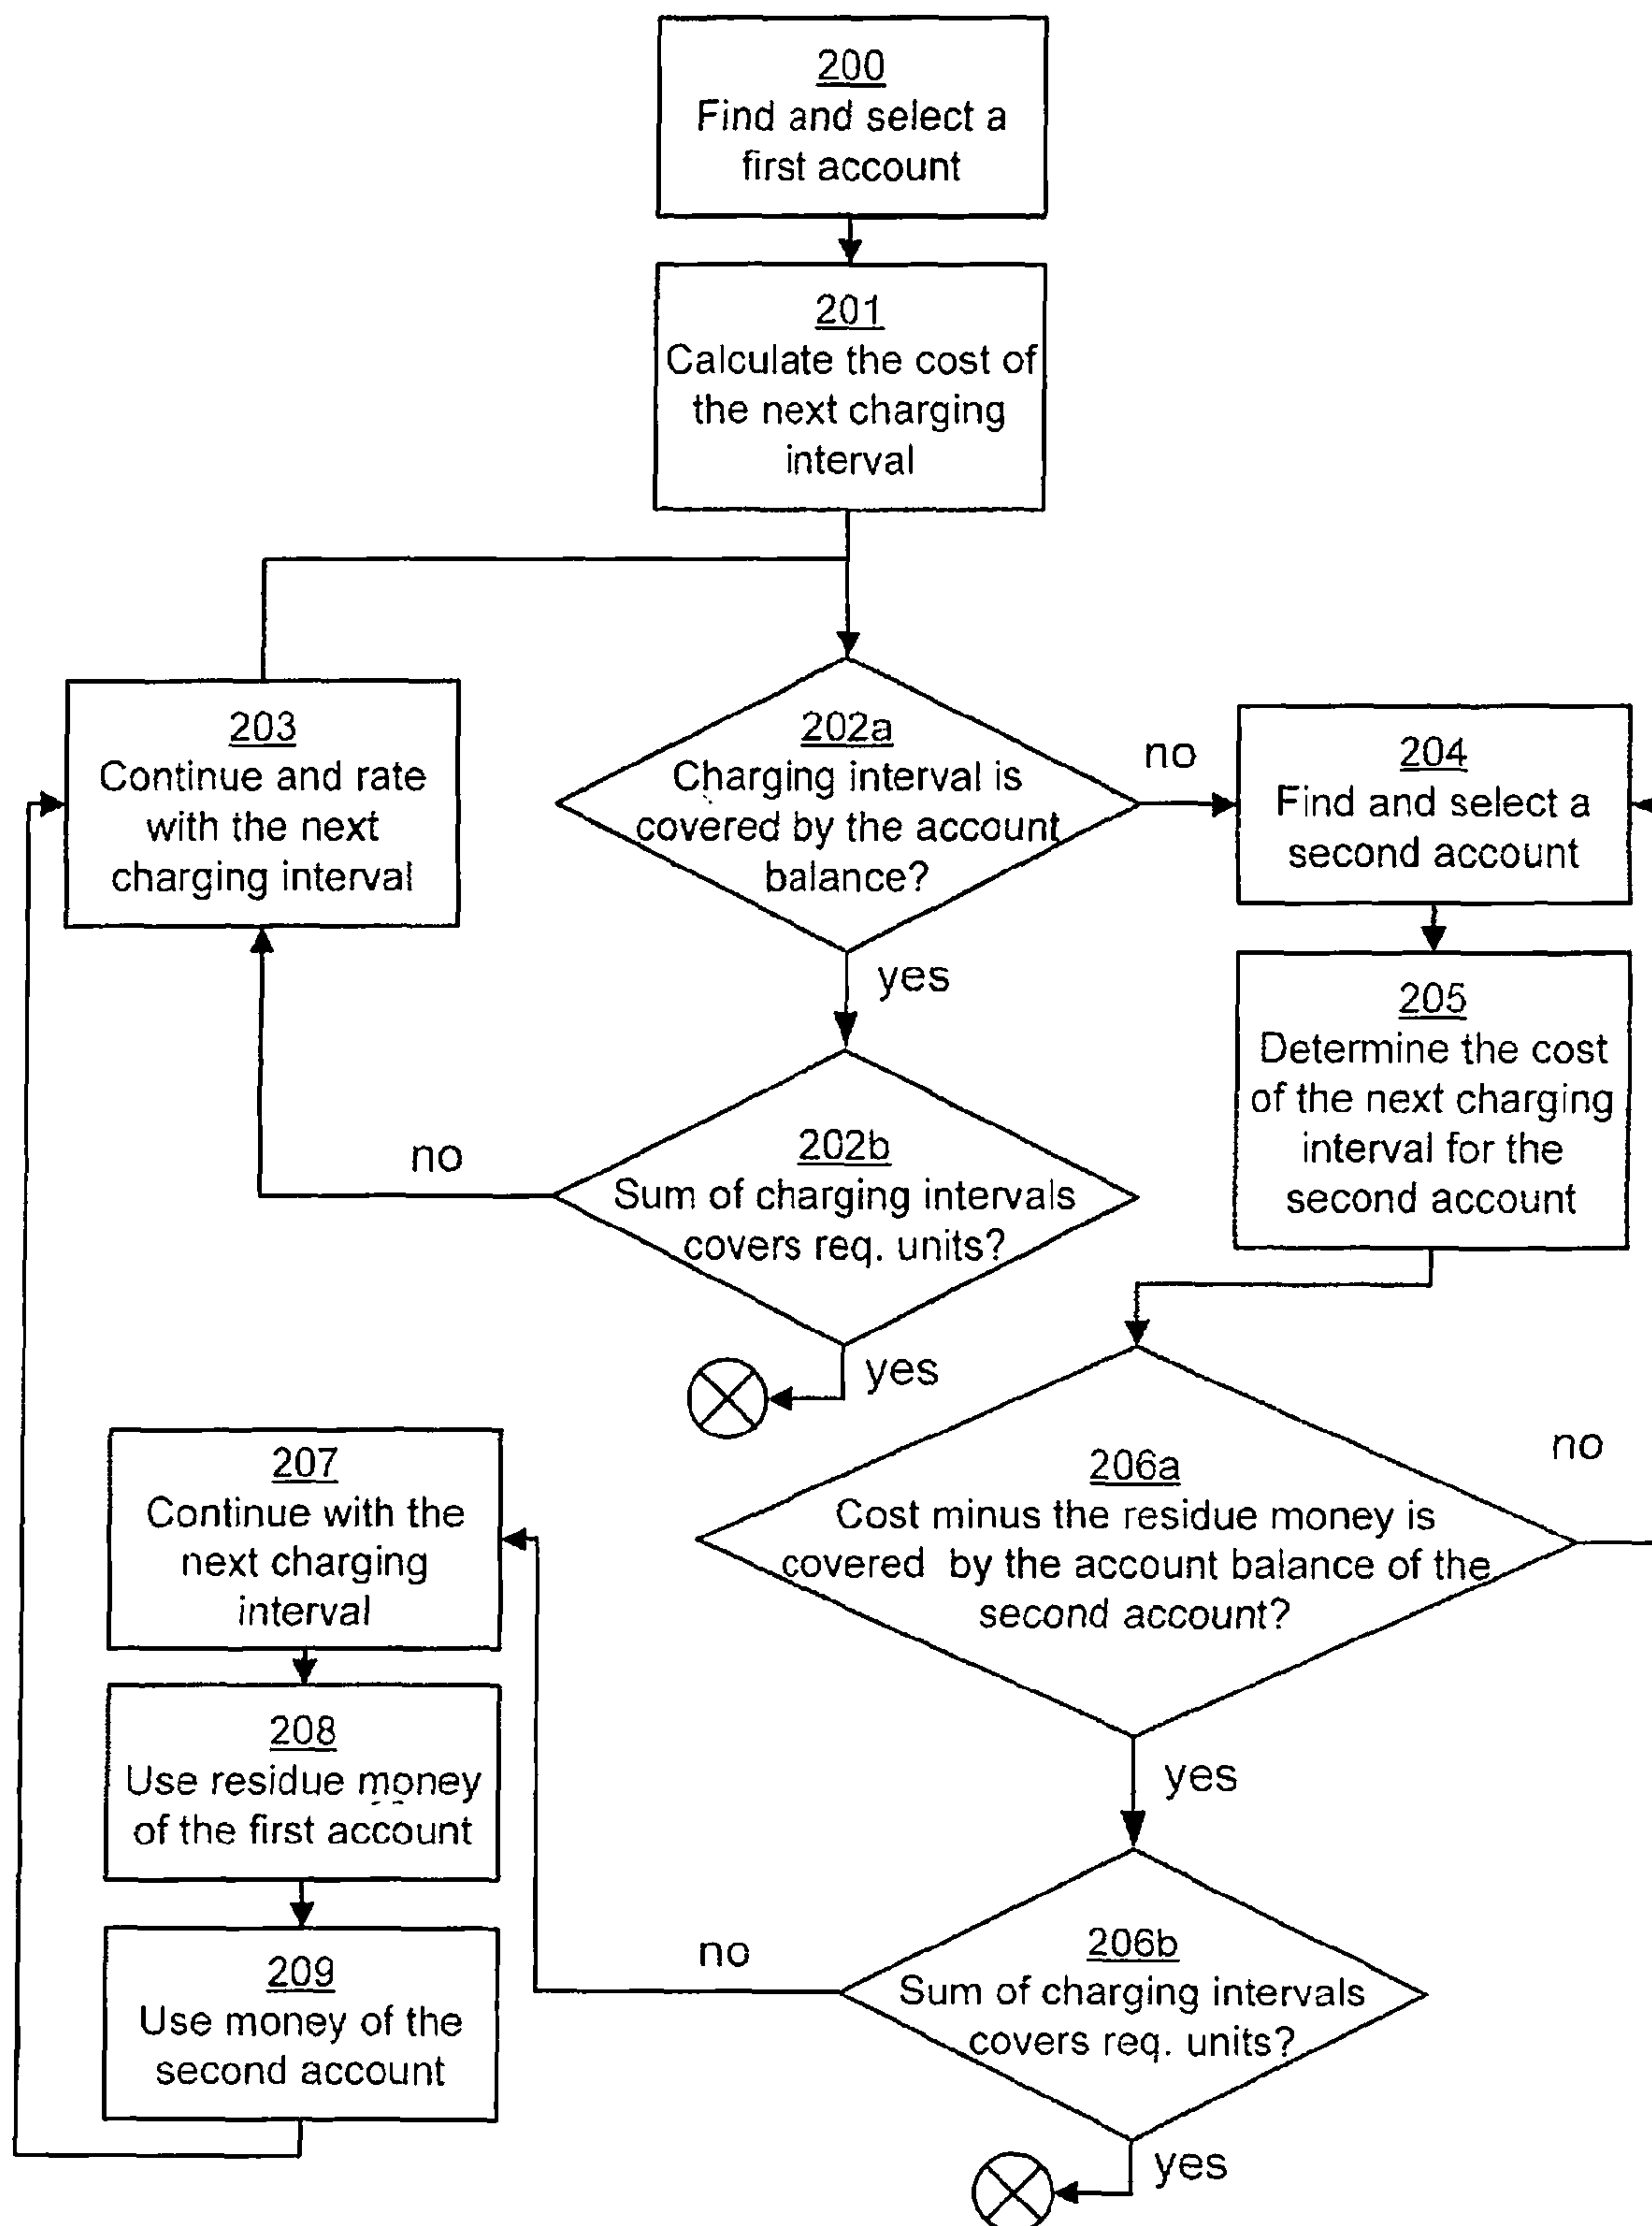 200
Find and select a
first account
201
Calculate the cost of
the next charging
interval
203
Continue and rate
with the next
charging interval
202a
Charging interval is
covered by the account
balance?
no
204
Find and select a
second account
yes
205
Determine the cost
of the next charging
interval for the
second account
no
202b
Sum of charging intervals
covers req. units?
yes
207
Continue with the
next charging
interval
206a
Cost minus the residue money is
covered by the account balance of the
second account?
no
208
Use residue money
of the first account
yes
209
Use money of the
second account
no
206b
Sum of charging intervals
covers req. units?
yes